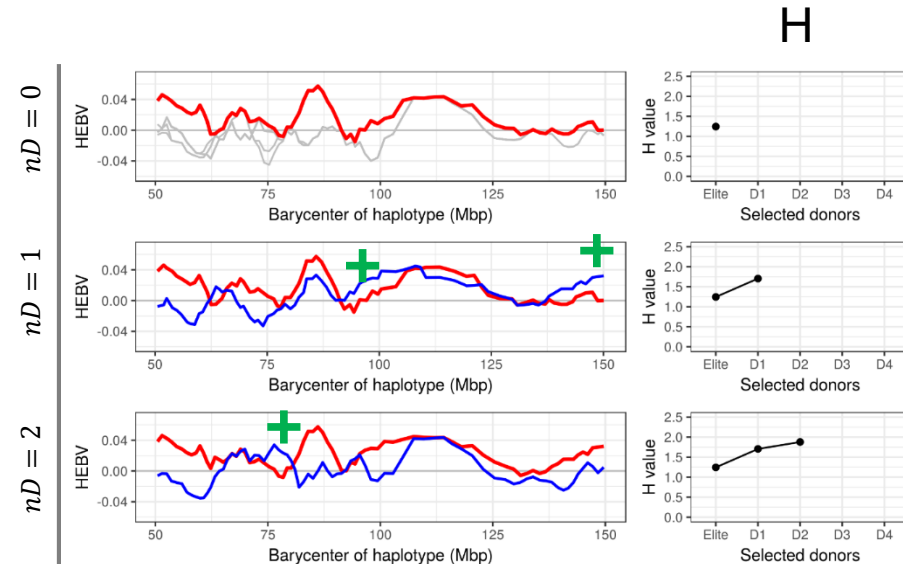 H
nD = 0
HEBV
0.04
0.00
-0.04
50
75
100
125
150
Barycenter of haplotype (Mbp)
H value
2.5
2.0
1.5
1.0
0.5
0.0
Elite
D1
D2
D3
D4
Selected donors
nD = 1
HEBV
0.04
0.00
-0.04
50
75
100
125
150
Barycenter of haplotype (Mbp)
H value
2.5
2.0
1.5
1.0
0.5
0.0
Elite
D1
D2
D3
D4
Selected donors
nD = 2
HEBV
0.04
0.00
-0.04
50
75
100
125
150
Barycenter of haplotype (Mbp)
H value
2.5
2.0
1.5
1.0
0.5
0.0
Elite
D1
D2
D3
D4
Selected donors